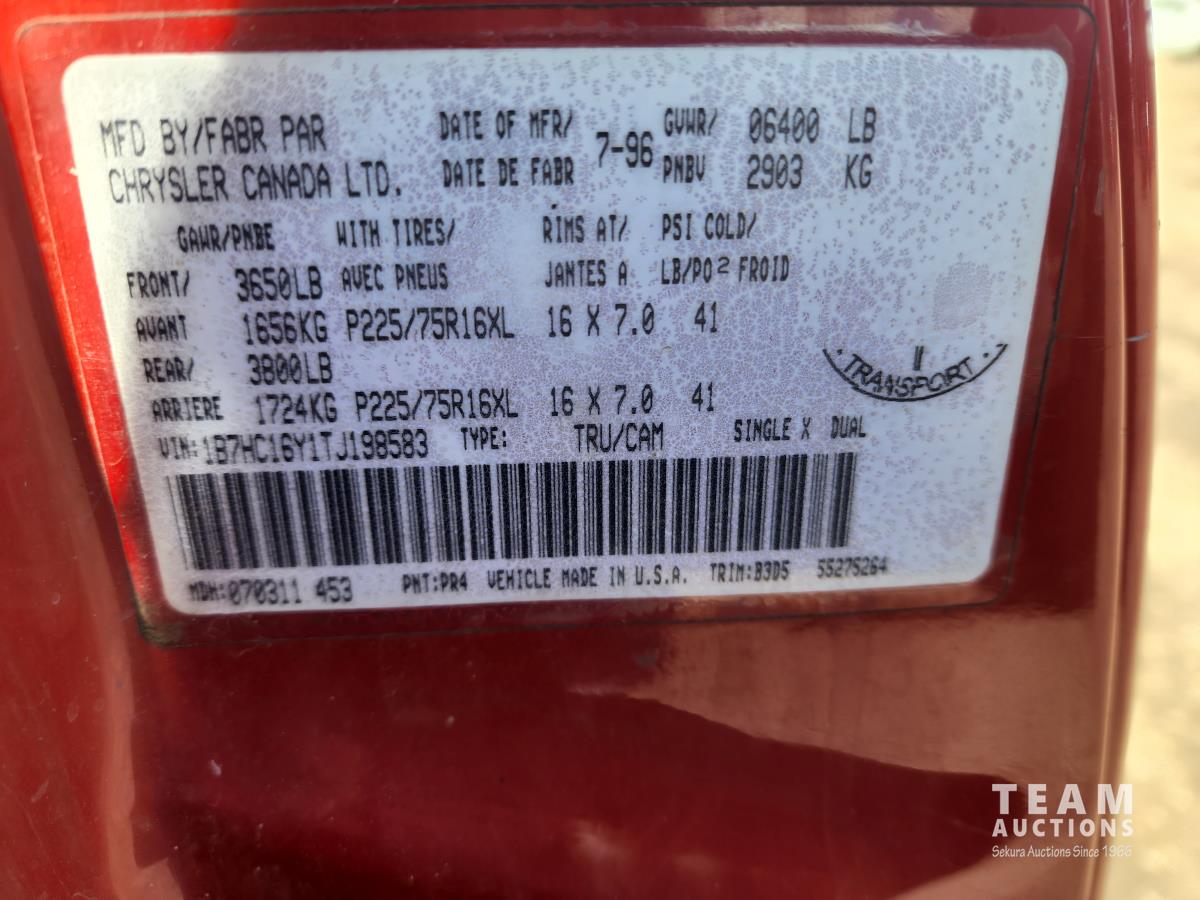 MFD BY/FABR PAR DATE OF MFR/ 7-96 GVWR/ 06400 LB
CHRYSLER CANADA LTD. DATE DE FABR PNBV 2903 KG
GAWR/PNBE WITH TIRES/ RIMS AT/ PSI COLD/
FRONT/ 3650LB AVEC PNEUS JANTES A LB/PO² FROID
AVANT 1656KG P225/75R16XL 16 X 7.0 41
REAR/ 3800LB
ARRIERE 1724KG P225/75R16XL 16 X 7.0 41
VIN:1B7HC16Y1TJ198583 TYPE: TRU/CAM SINGLE X DUAL
TRANSPORT
MDH:070311 453 PNT:PR4 VEHICLE MADE IN U.S.A. TRIM:B3D5 55275264
TEAM
AUCTIONS
Sekura Auctions Since 1966